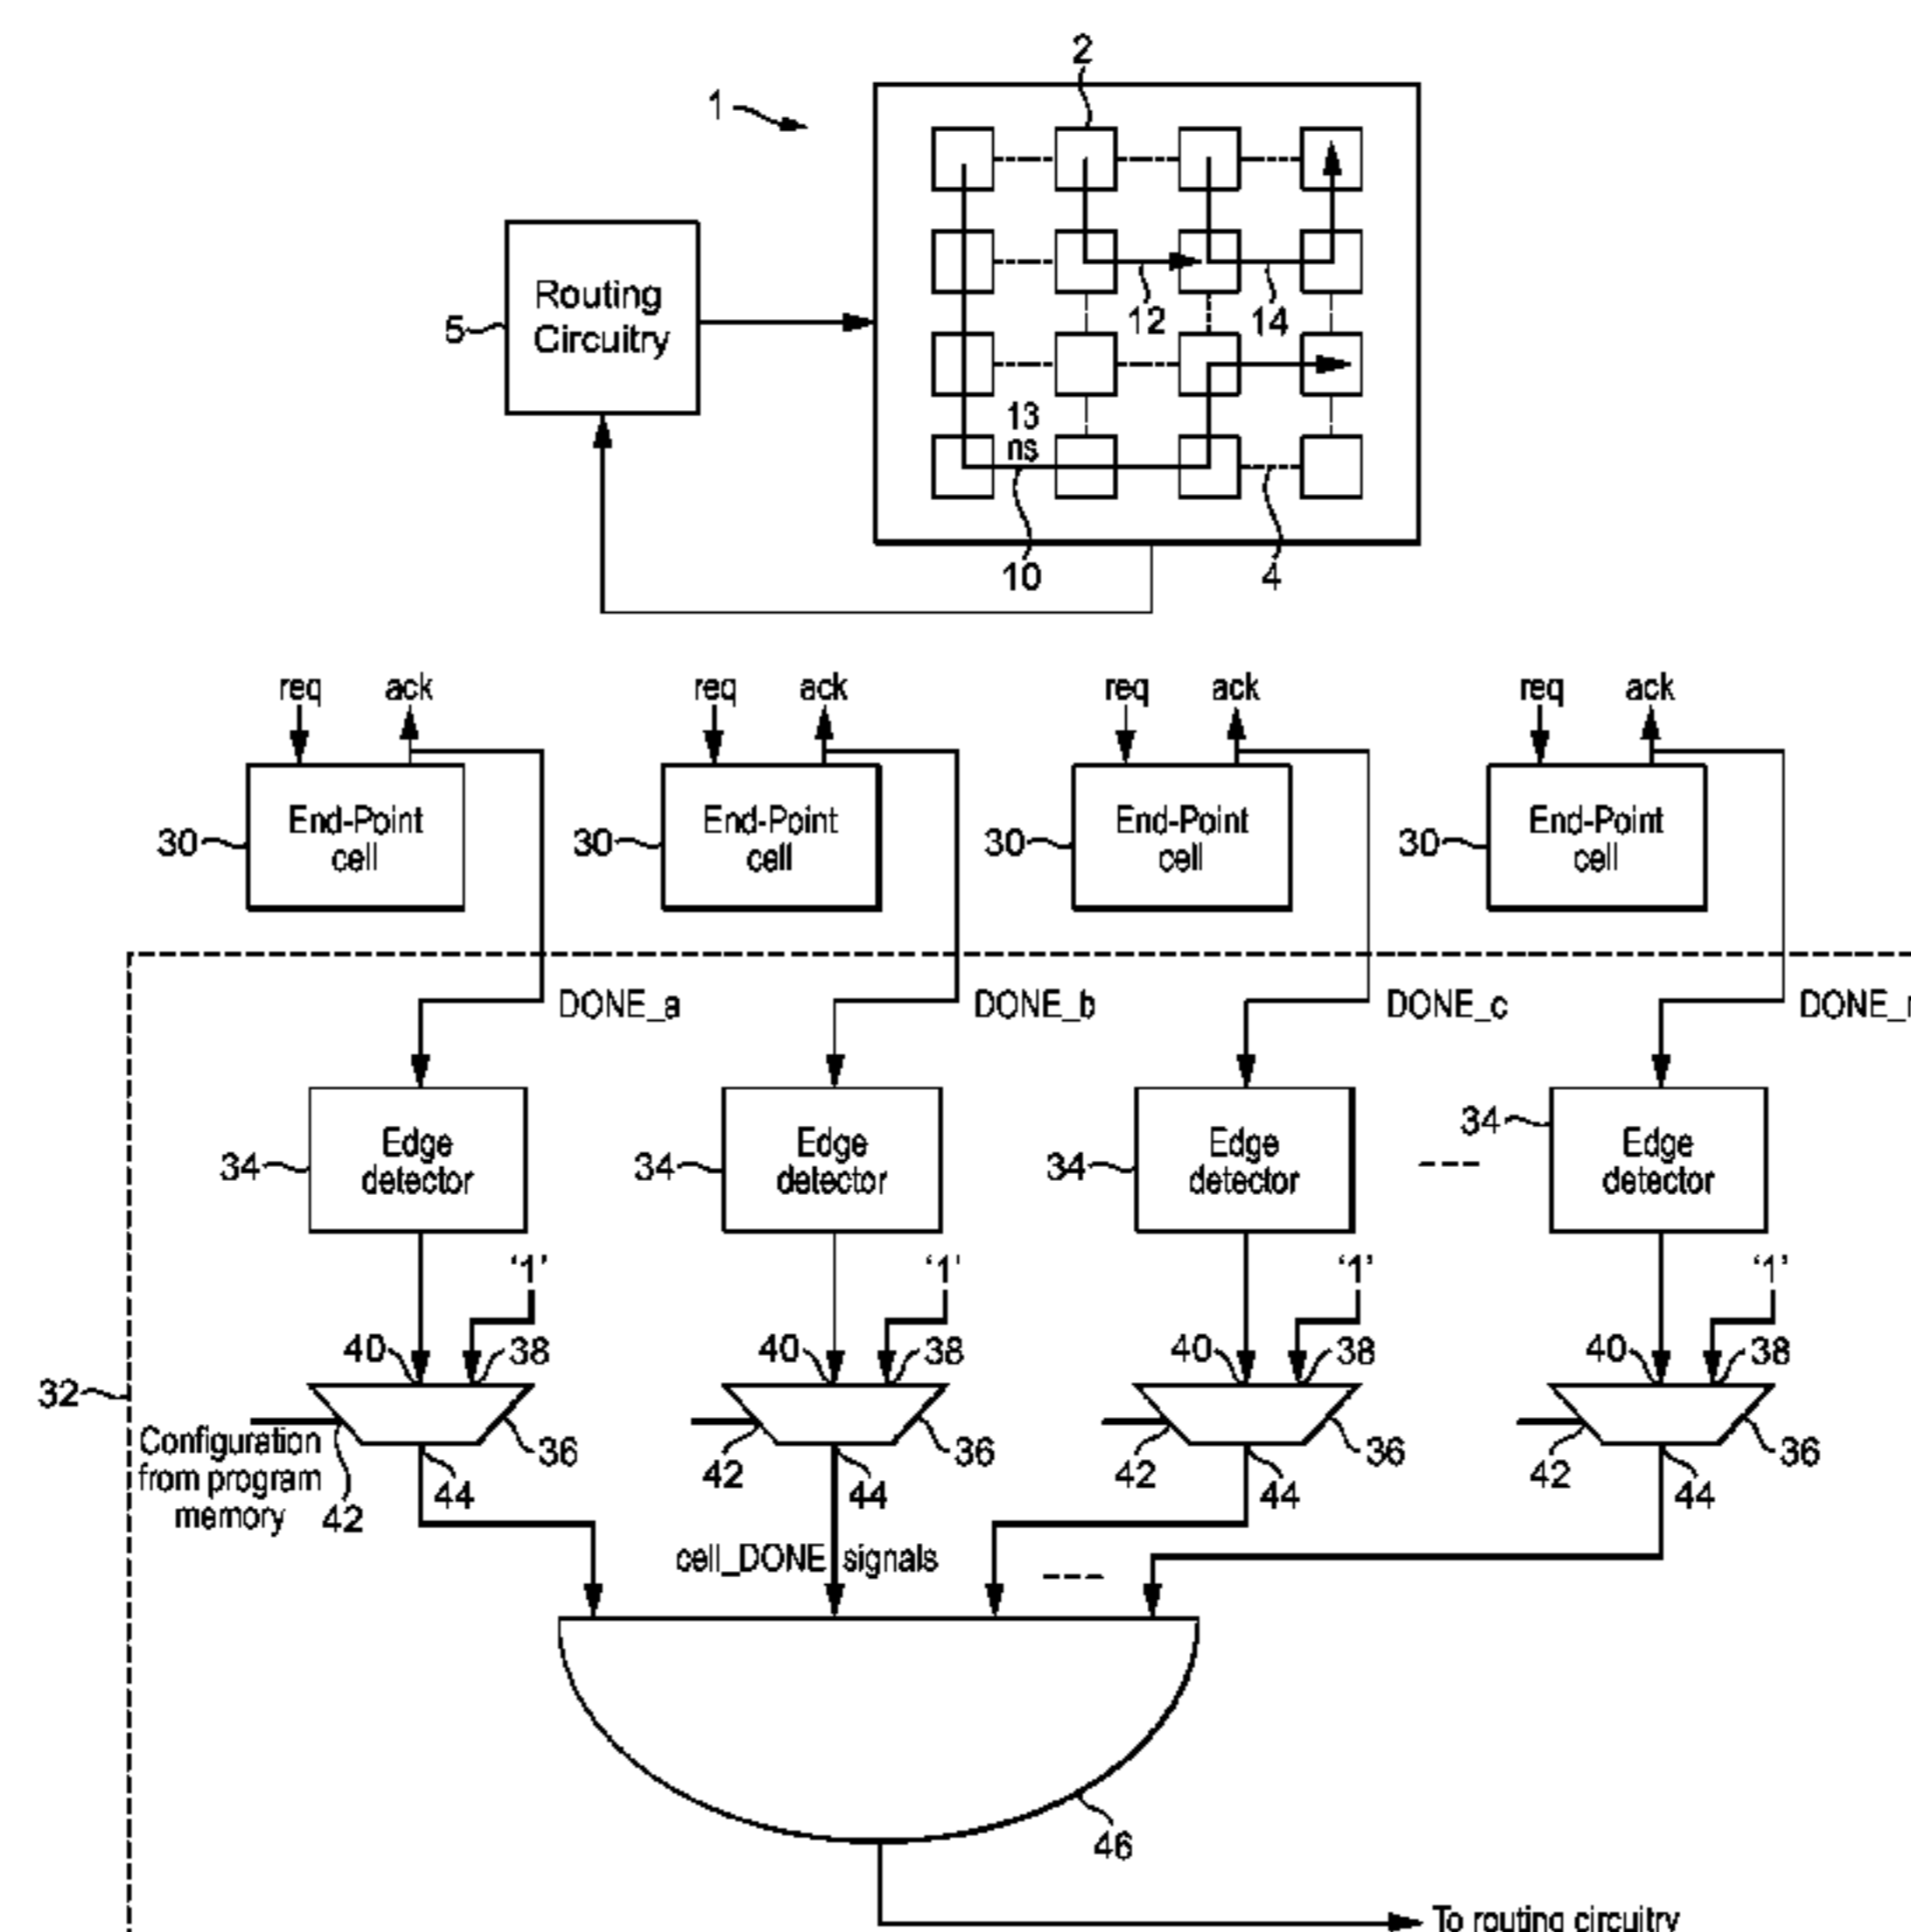 2
1
Routing
Circuitry
5
12
14
13
ns
10
4
req ack req ack req ack req ack
End-Point
cell
End-Point
cell
End-Point
cell
End-Point
cell
30 30 30 30
DONE_a DONE_b DONE_c DONE_
Edge
detector
Edge
detector
Edge
detector
Edge
detector
34 34 34 --- 34
'1' '1' '1' '1'
40 38 40 38 40 38 40 38
32
36 36 36 36
Configuration
from program
memory
42 44 42 44 42 44 42 44
cell_DONE signals ---
46
To routing circuitry